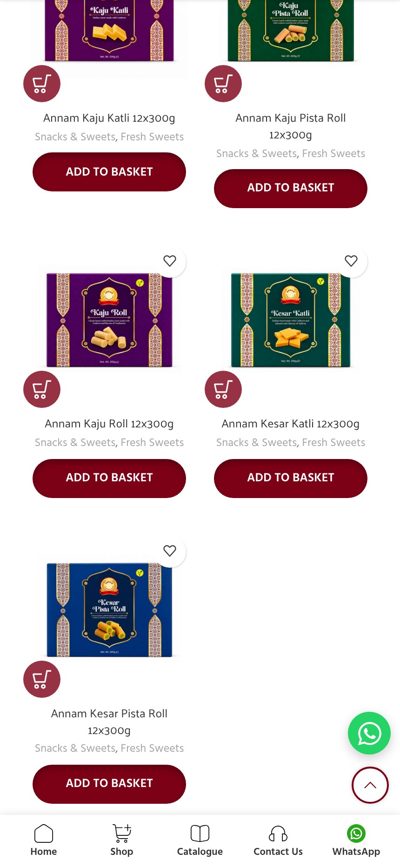 Kaju Katli
Kaju
Pista Roll
Annam Kaju Katli 12x300g
Snacks & Sweets, Fresh Sweets
ADD TO BASKET
Annam Kaju Pista Roll
12x300g
Snacks & Sweets, Fresh Sweets
ADD TO BASKET
Kaju Roll
Kesar Katli
Annam Kaju Roll 12x300g
Snacks & Sweets, Fresh Sweets
ADD TO BASKET
Annam Kesar Katli 12x300g
Snacks & Sweets, Fresh Sweets
ADD TO BASKET
Kesar
Pista Roll
Annam Kesar Pista Roll
12x300g
Snacks & Sweets, Fresh Sweets
ADD TO BASKET
Home
Shop
Catalogue
Contact Us
WhatsApp